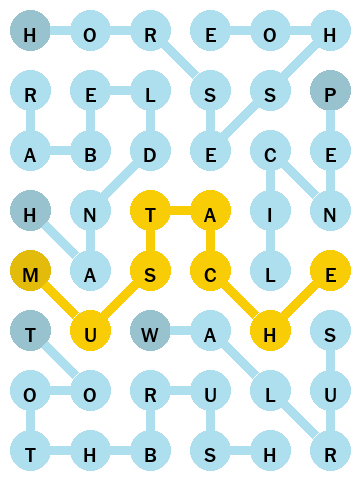 H O R E O H
R E L S S P
A B D E C E
H N T A I N
M A S C L E
T U W A H S
O O R U L U
T H B S H R